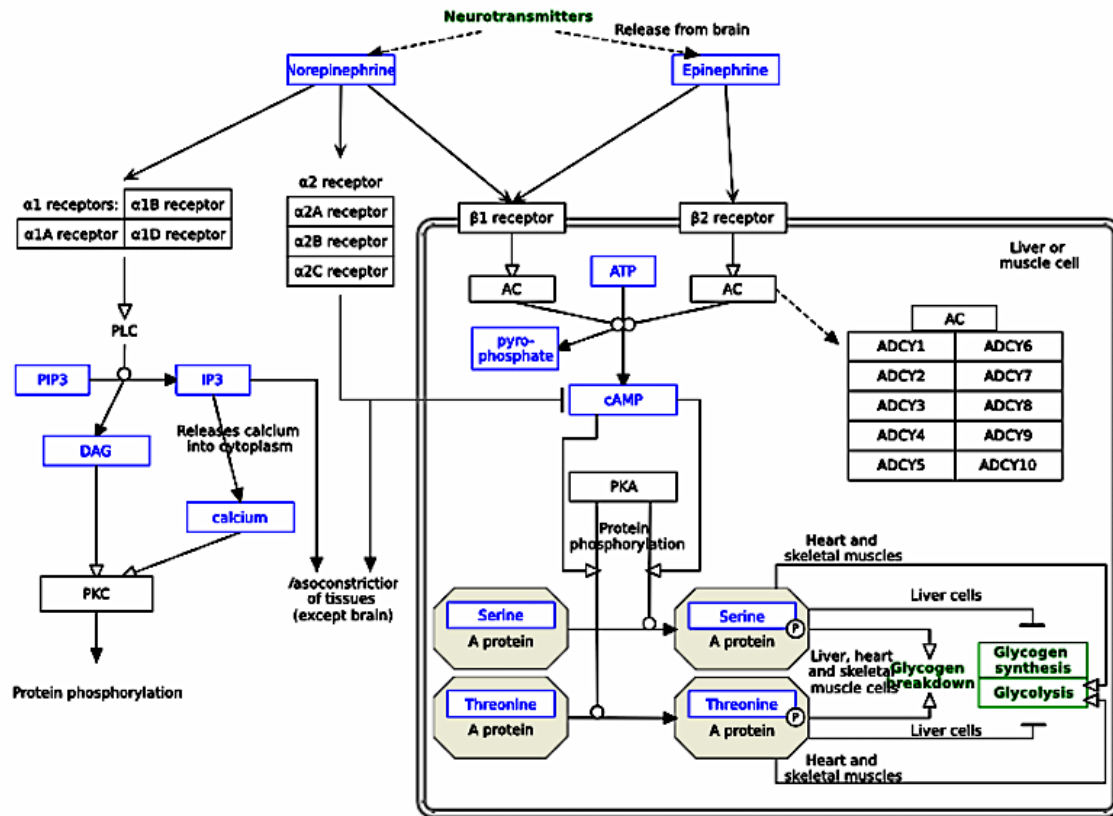 Neurotransmitters
Release from brain
Norepinephrine
Epinephrine
α1 receptors:
α1B receptor
α1A receptor
α1D receptor
α2 receptor
α2A receptor
α2B receptor
α2C receptor
β1 receptor
β2 receptor
Liver or
muscle cell
AC
ATP
AC
pyro-
phosphate
cAMP
AC
ADCY1
ADCY6
ADCY2
ADCY7
ADCY3
ADCY8
ADCY4
ADCY9
ADCY5
ADCY10
PLC
PIP3
IP3
Releases calcium
into cytoplasm
DAG
calcium
PKC
Protein phosphorylation
/asoconstriction
of tissues
(except brain)
PKA
Protein
phosphorylation
Heart and
skeletal muscles
Serine
A protein
Serine
P
A protein
Liver cells
Liver, heart
and skeletal
muscle cells
Glycogen
breakdown
Glycogen
synthesis
Glycolysis
Threonine
A protein
Threonine
P
A protein
Liver cells
Heart and
skeletal muscles